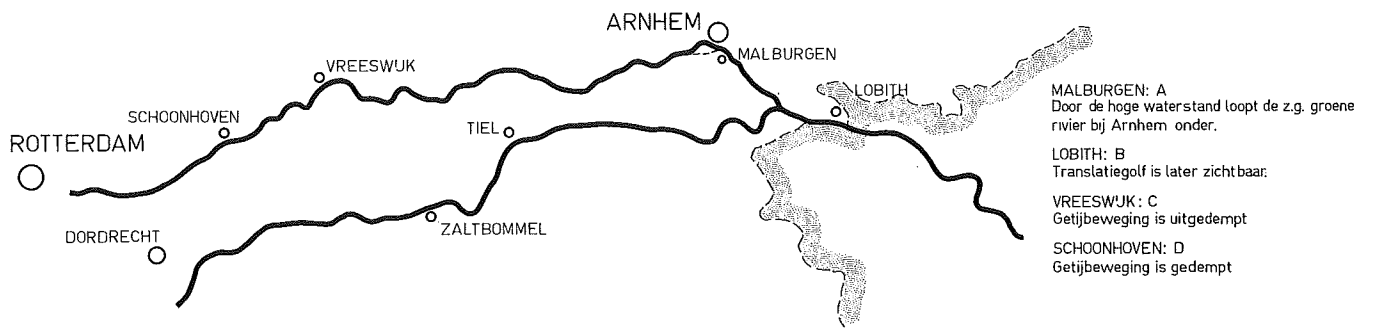 ARNHEM
MALBURGEN
VREESWIJK
LOBITH
SCHOONHOVEN
TIEL
ROTTERDAM
ZALTBOMMEL
DORDRECHT
MALBURGEN: A
Door de hoge waterstand loopt de z.g. groene
rivier bij Arnhem onder.
LOBITH: B
Translatiegolf is later zichtbaar.
VREESWIJK: C
Getijbeweging is uitgedempt
SCHOONHOVEN: D
Getijbeweging is gedempt